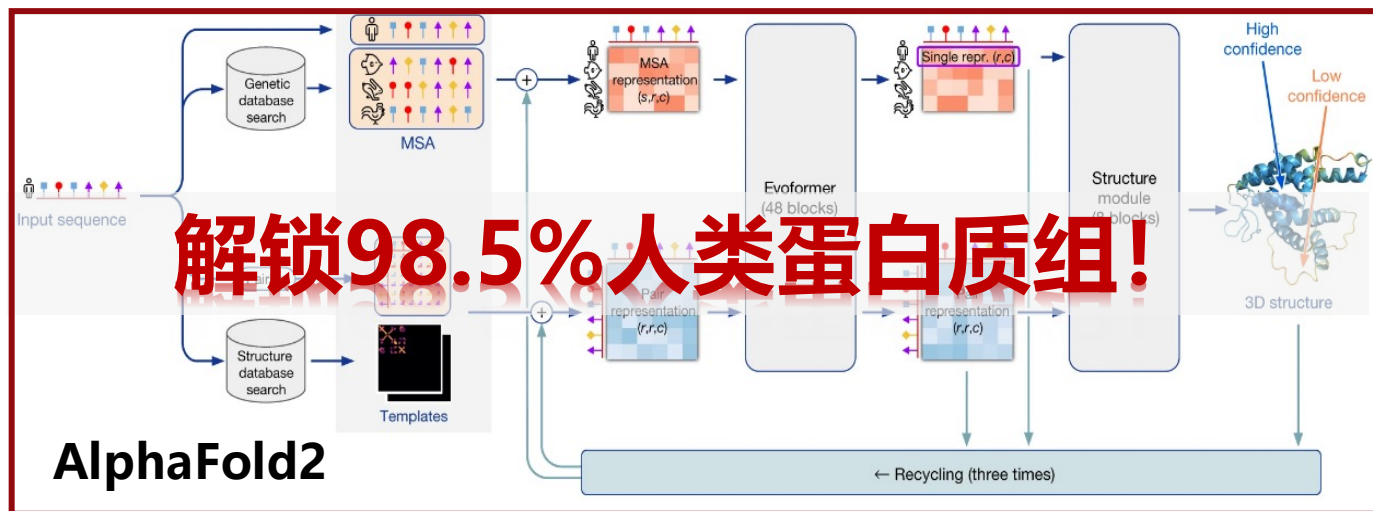 High
confidence
Low
confidence
Genetic
database
search
MSA
MSA
representation
(s,r,c)
Single repr. (r,c)
Input sequence
Evoformer
(48 blocks)
Structure
module
(8 blocks)
解锁98.5%人类蛋白质组！
Pair
representation
(r,r,c)
Pair
representation
(r,r,c)
3D structure
Structure
database
search
Templates
AlphaFold2
← Recycling (three times)